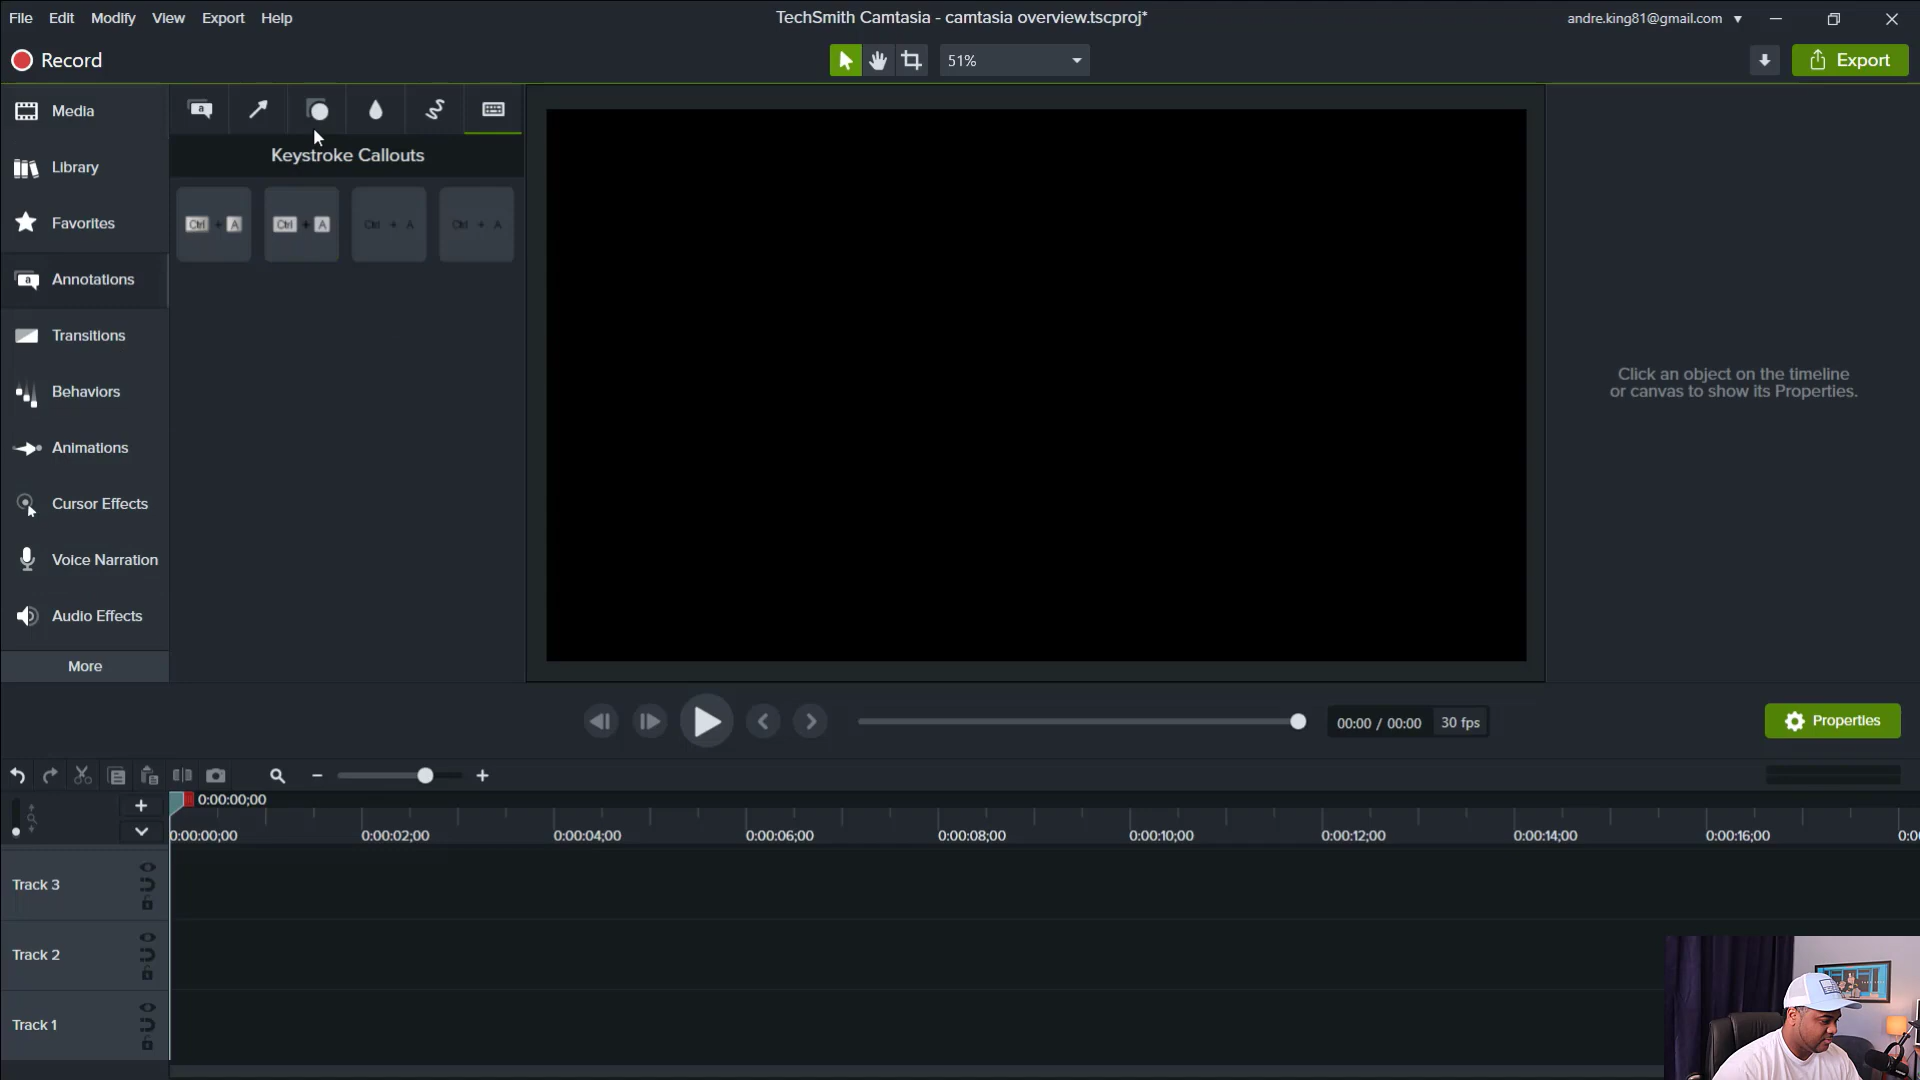 File Edit Modify View Export Help
TechSmith Camtasia - camtasia overview.tscproj*
andre.king81@gmail.com
Record
51%
Export
Media
Library
Favorites
Annotations
Transitions
Behaviors
Animations
Cursor Effects
Voice Narration
Audio Effects
More
a
Keystroke Callouts
Ctrl + A
Ctrl + A
Ctrl + A
Ctrl + A
Click an object on the timeline
or canvas to show its Properties.
00:00 / 00:00
30 fps
Properties
0:00:00;00
0:00:00;00 0:00:02;00 0:00:04;00 0:00:06;00 0:00:08;00 0:00:10;00 0:00:12;00 0:00:14;00 0:00:16;00 0:0
Track 3
Track 2
Track 1